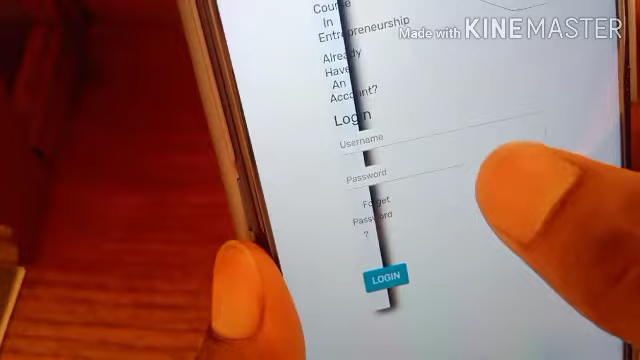 Course
In
Entrepreneurship
Made with KINEMASTER
Already
Have
An
Account?
Login
Username
Password
Forget
Password
?
LOGIN